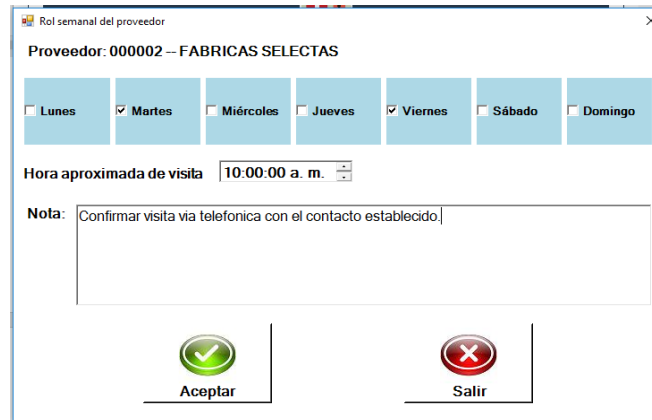 Rol semanal del proveedor
Proveedor: 000002 -- FABRICAS SELECTAS
Lunes Martes Miércoles Jueves Viernes Sábado Domingo
Hora aproximada de visita 10:00:00 a. m.
Nota: Confirmar visita via telefonica con el contacto establecido.
Aceptar Salir